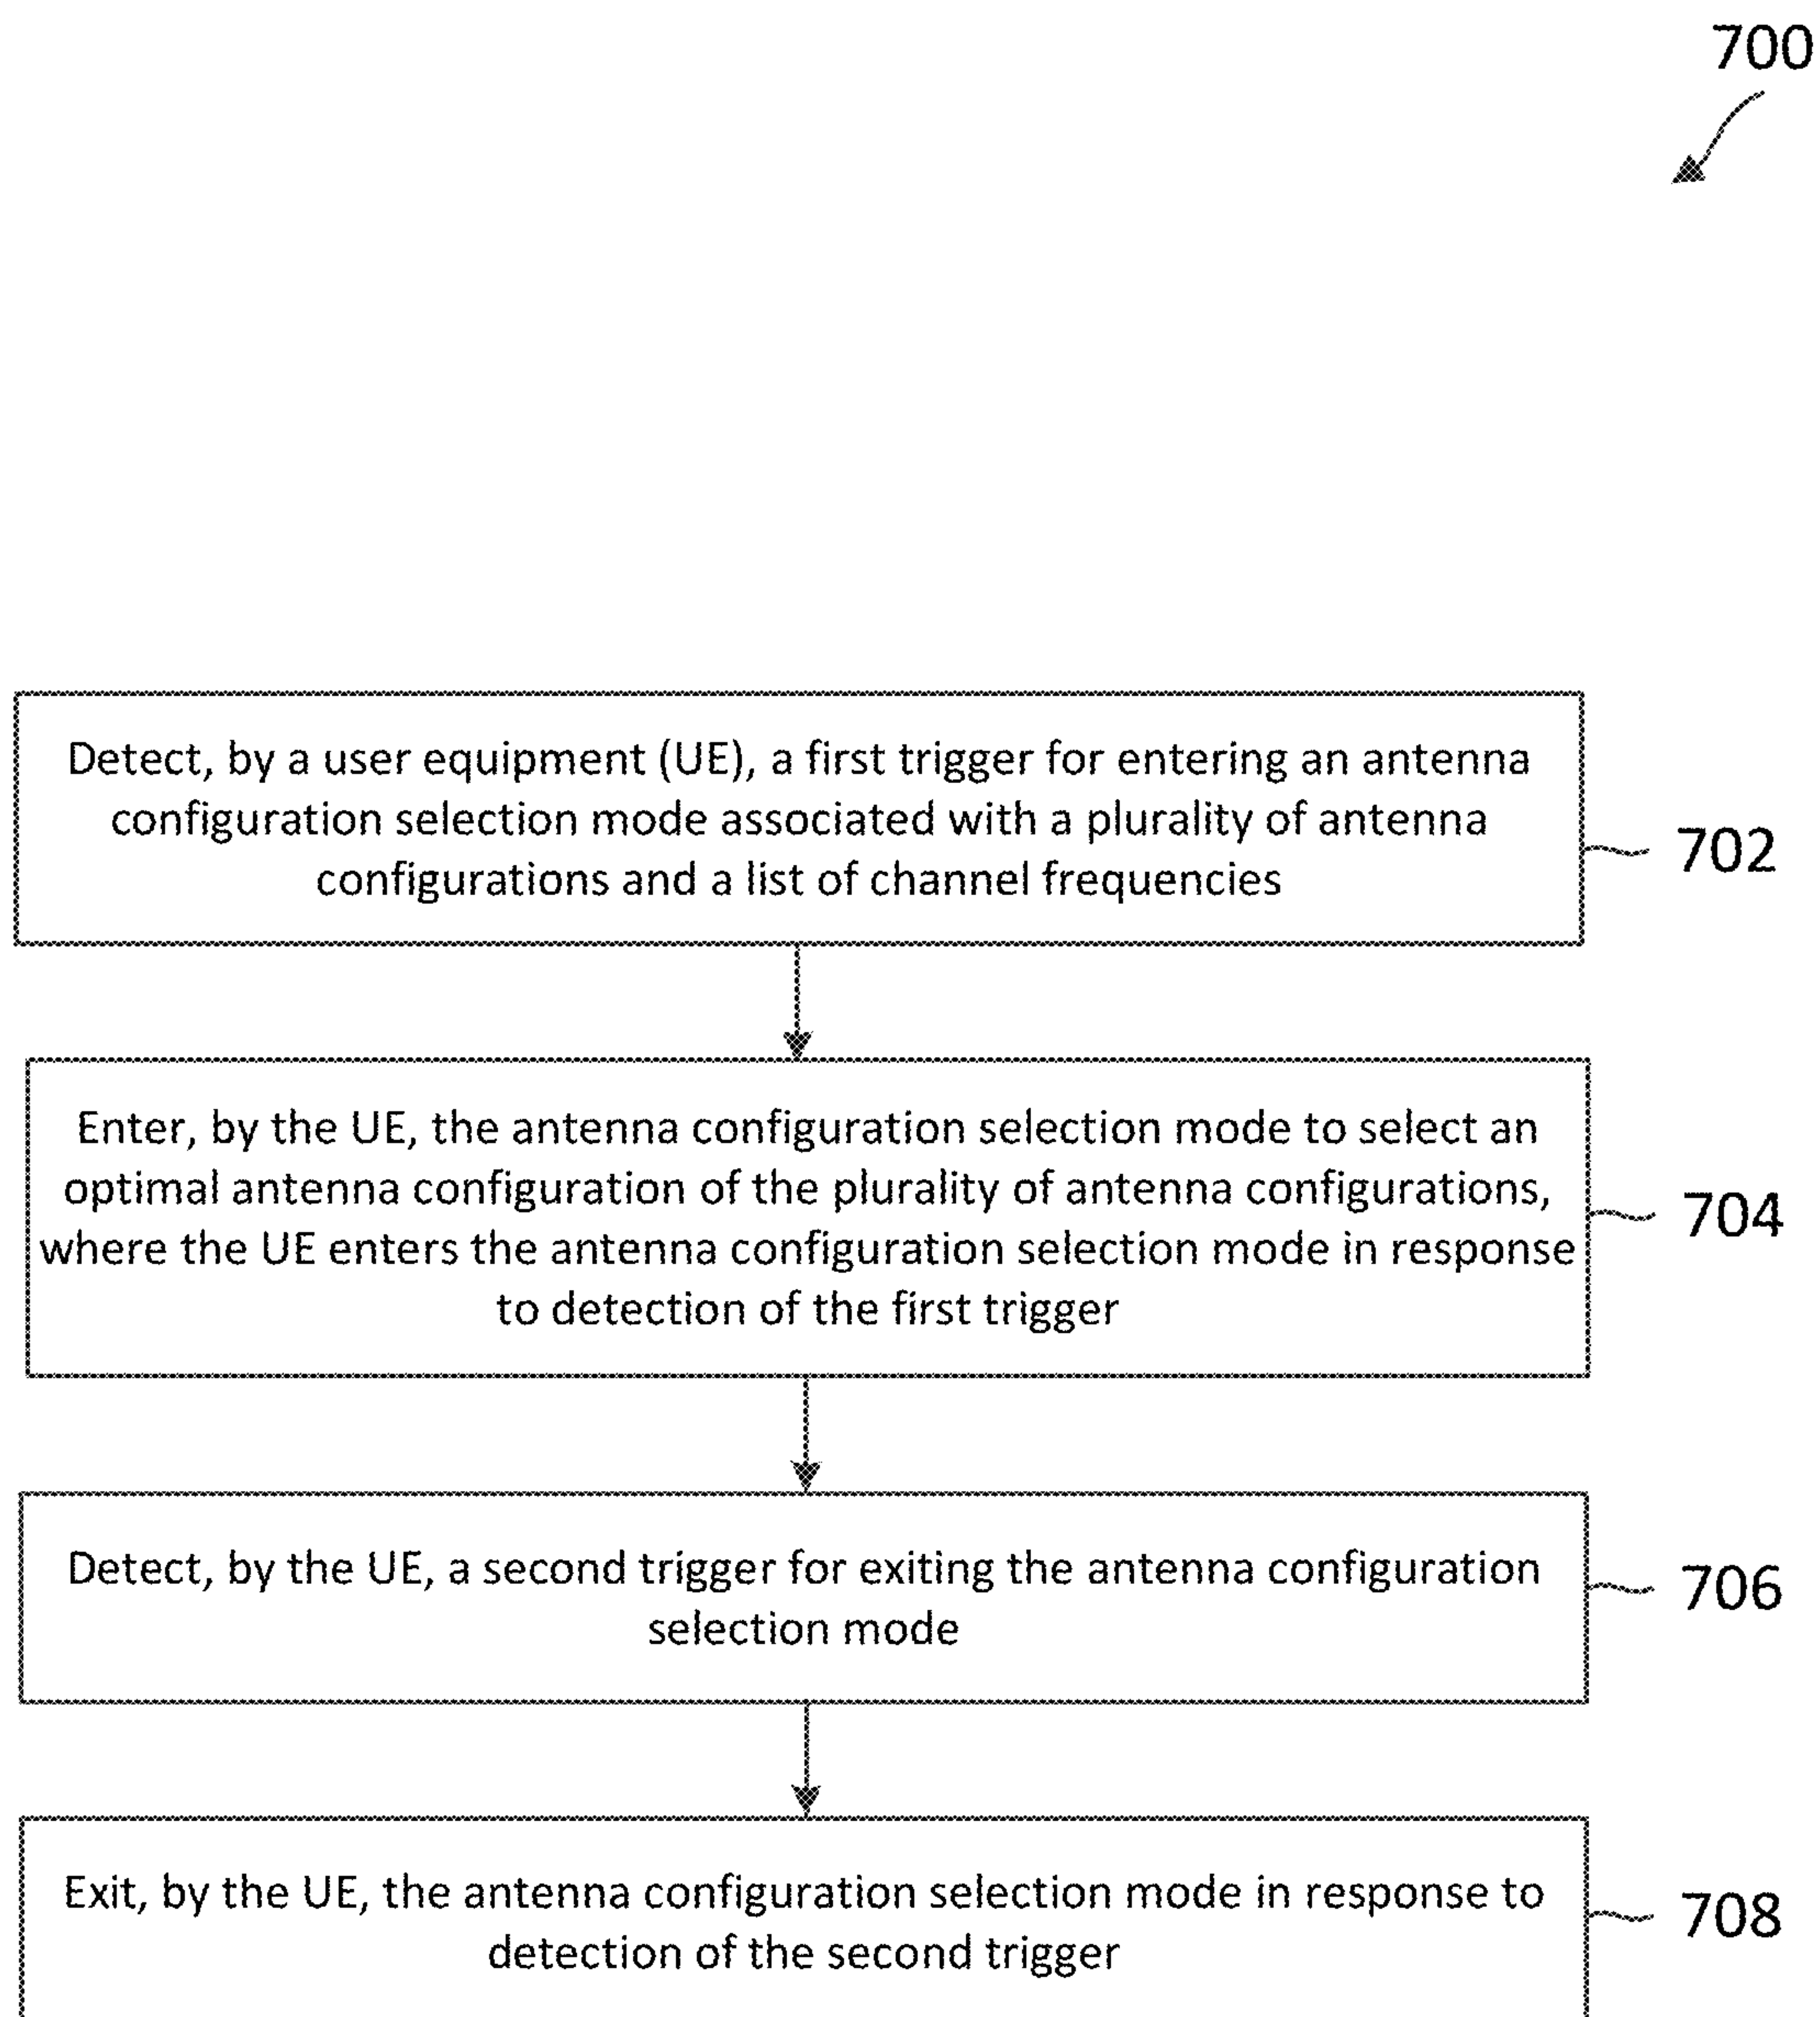 700
Detect, by a user equipment (UE), a first trigger for entering an antenna
configuration selection mode associated with a plurality of antenna
configurations and a list of channel frequencies
702
Enter, by the UE, the antenna configuration selection mode to select an
optimal antenna configuration of the plurality of antenna configurations,
where the UE enters the antenna configuration selection mode in response
to detection of the first trigger
704
Detect, by the UE, a second trigger for exiting the antenna configuration
selection mode
706
Exit, by the UE, the antenna configuration selection mode in response to
detection of the second trigger
708